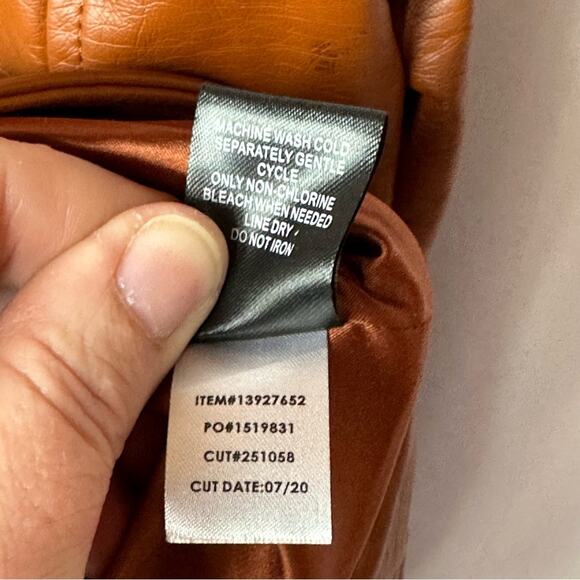 MACHINE WASH COLD
SEPARATELY GENTLE
CYCLE
ONLY NON-CHLORINE
BLEACH WHEN NEEDED
LINE DRY
DO NOT IRON
ITEM#13927652
PO#1519831
CUT#251058
CUT DATE:07/20